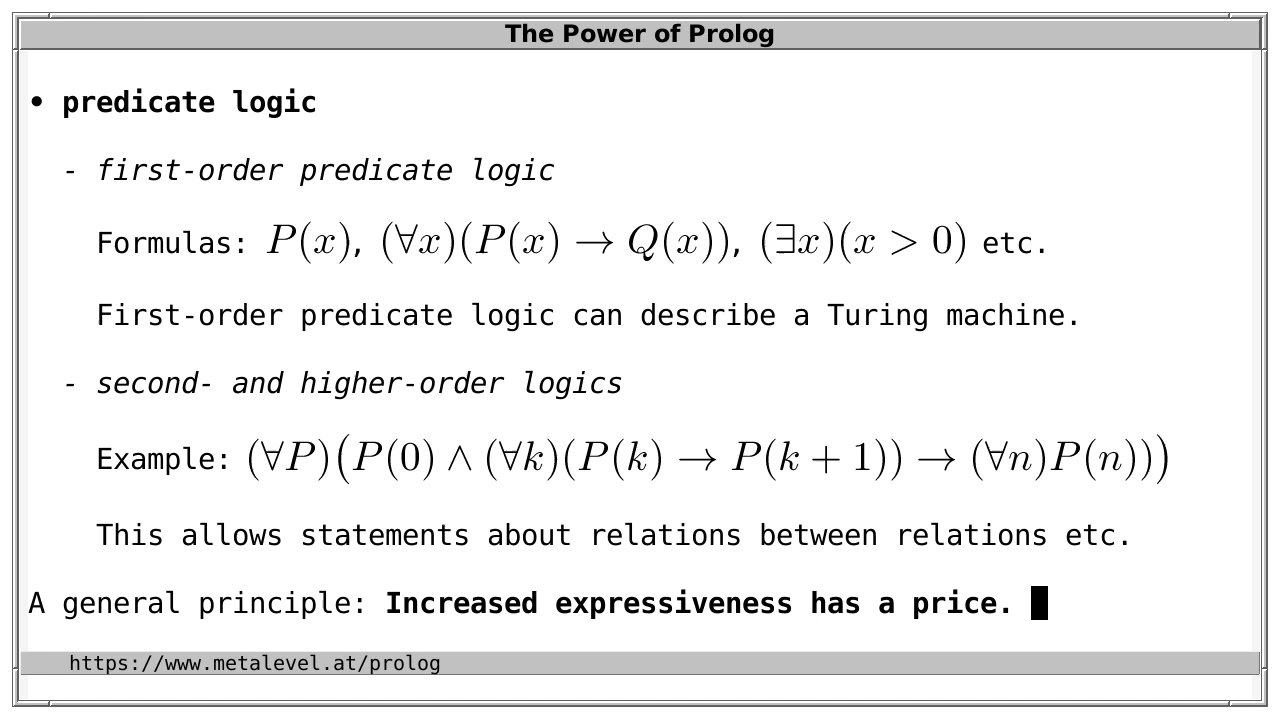 The Power of Prolog
• predicate logic
- first-order predicate logic
Formulas: P(x), (∀x)(P(x) → Q(x)), (∃x)(x > 0) etc.
First-order predicate logic can describe a Turing machine.
- second- and higher-order logics
Example: (∀P)(P(0) ∧ (∀k)(P(k) → P(k + 1)) → (∀n)P(n)))
This allows statements about relations between relations etc.
A general principle: Increased expressiveness has a price.
https://www.metalevel.at/prolog